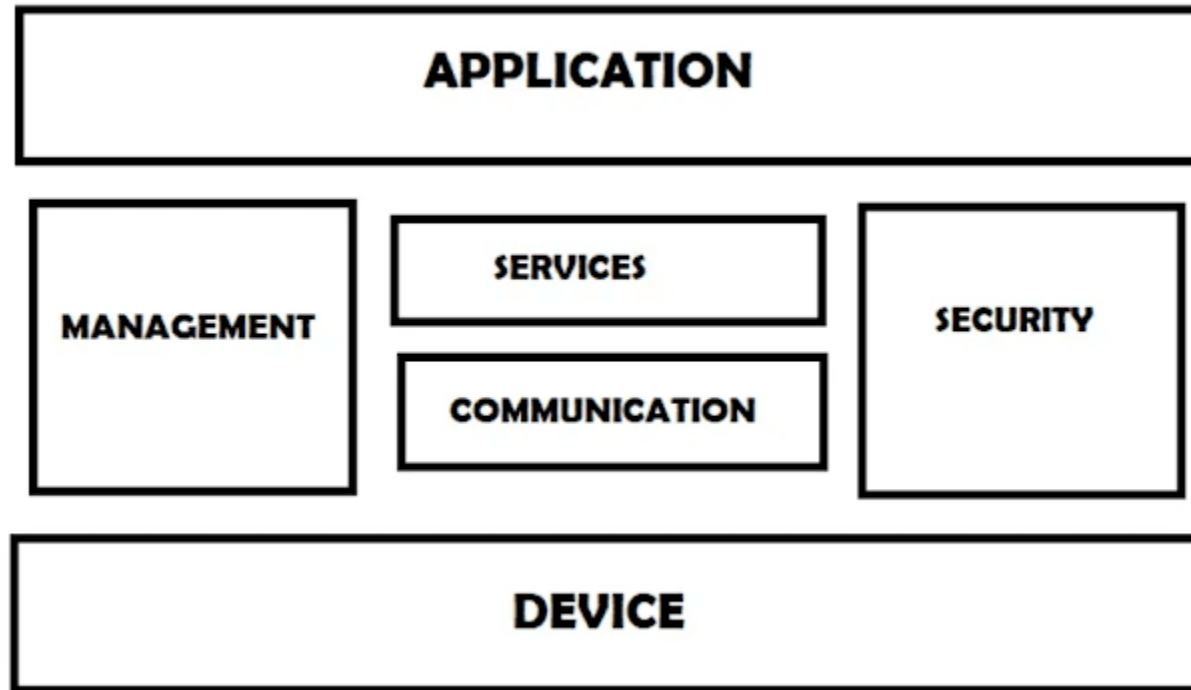 APPLICATION
MANAGEMENT
SERVICES
COMMUNICATION
SECURITY
DEVICE